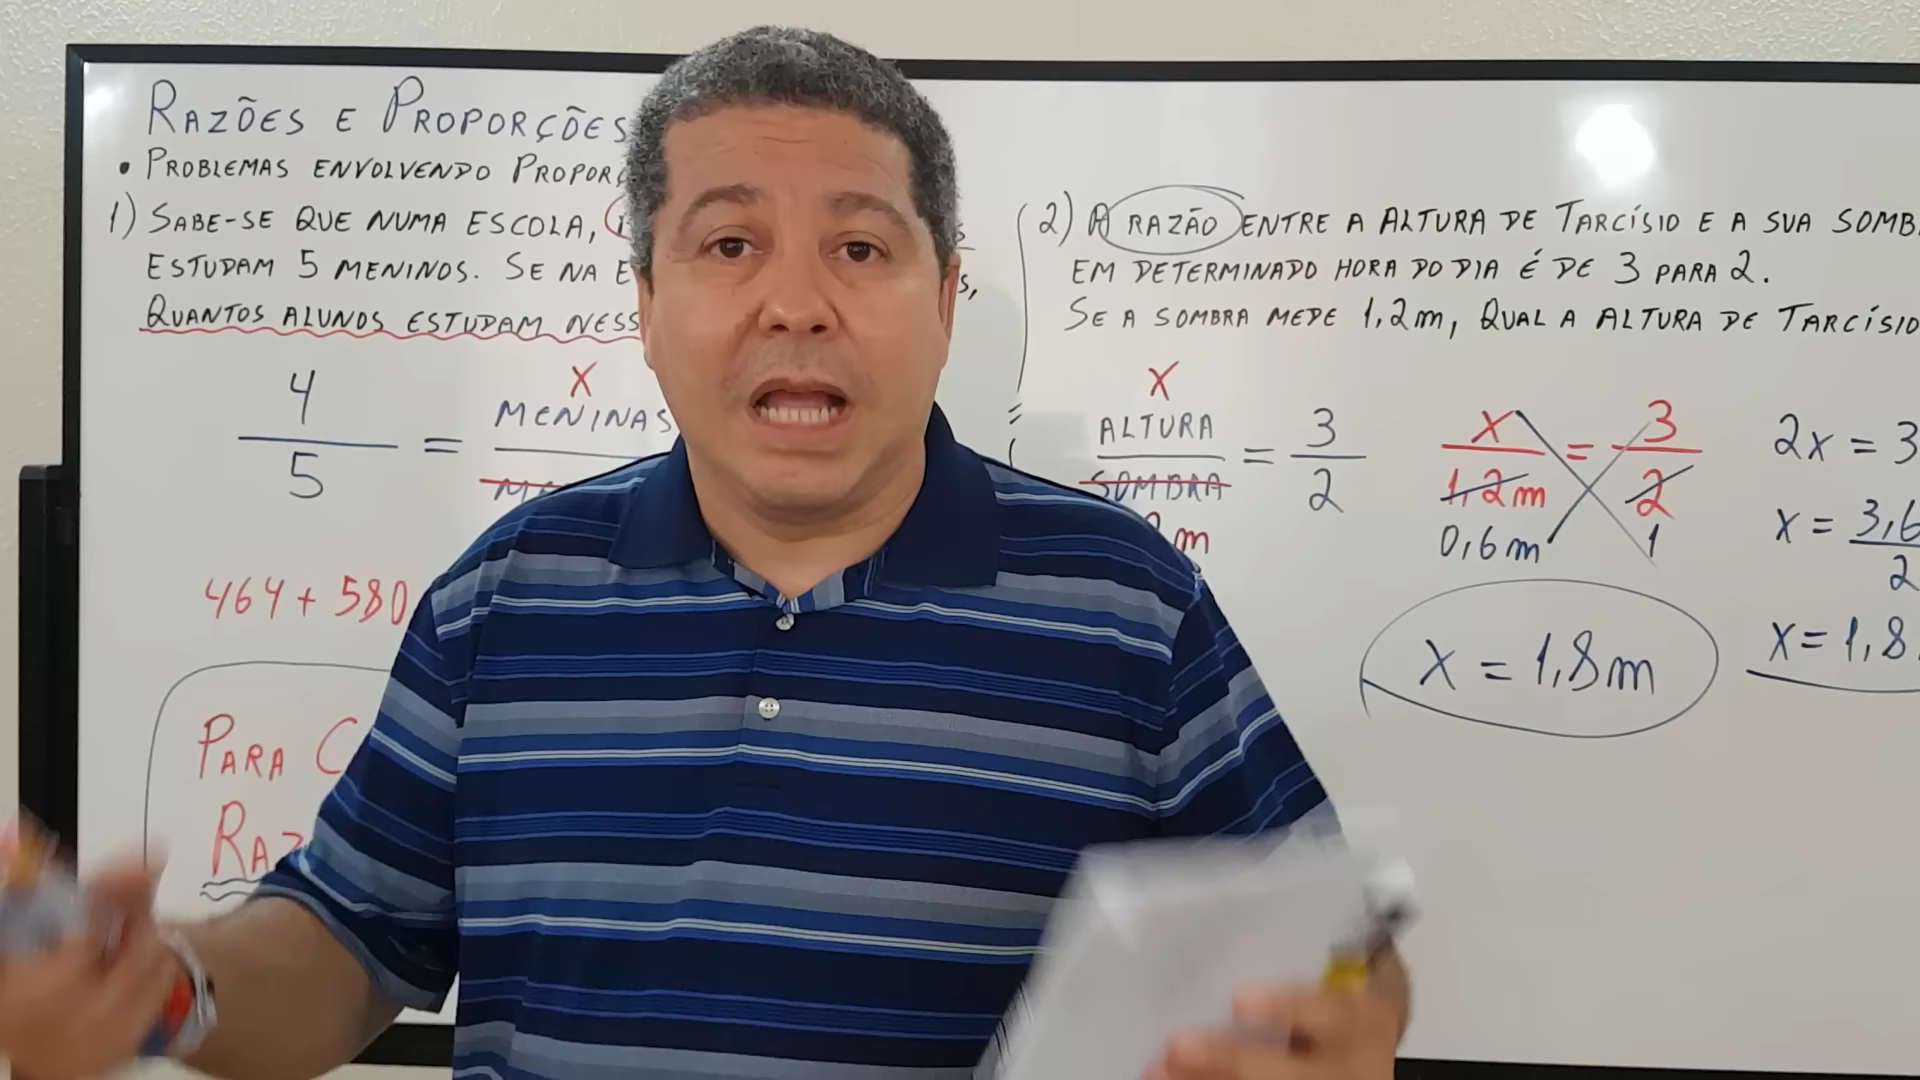 RAZÕES E PROPORÇÕES
• PROBLEMAS ENVOLVENDO PROPORÇ
1) SABE-SE QUE NUMA ESCOLA,
ESTUDAM 5 MENINOS. SE NA E
QUANTOS ALUNOS ESTUDAM NESS
4/5 = X MENINAS
464 + 580
PARA C
RAZ
2) A RAZÃO ENTRE A ALTURA DE TARCÍSIO E A SUA SOMB
EM DETERMINADO HORA DO DIA É DE 3 PARA 2.
SE A SOMBRA MEDE 1,2m, QUAL A ALTURA DE TARCÍSIO
X
ALTURA/SOMBRA = 3/2
m
X/1,2m = 3/2
0,6m 1
X = 1,8m
2x = 3
X = 3,6/2
X = 1,8